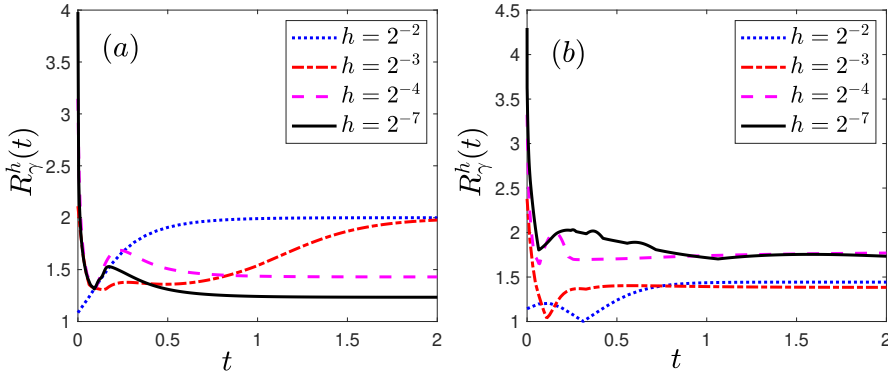 (a)
h = 2⁻²
h = 2⁻³
h = 2⁻⁴
h = 2⁻⁷
R_γ^h(t)
4
3.5
3
2.5
2
1.5
1
0 0.5 1 1.5 2
t
(b)
h = 2⁻²
h = 2⁻³
h = 2⁻⁴
h = 2⁻⁷
R_γ^h(t)
4.5
4
3.5
3
2.5
2
1.5
1
0 0.5 1 1.5 2
t